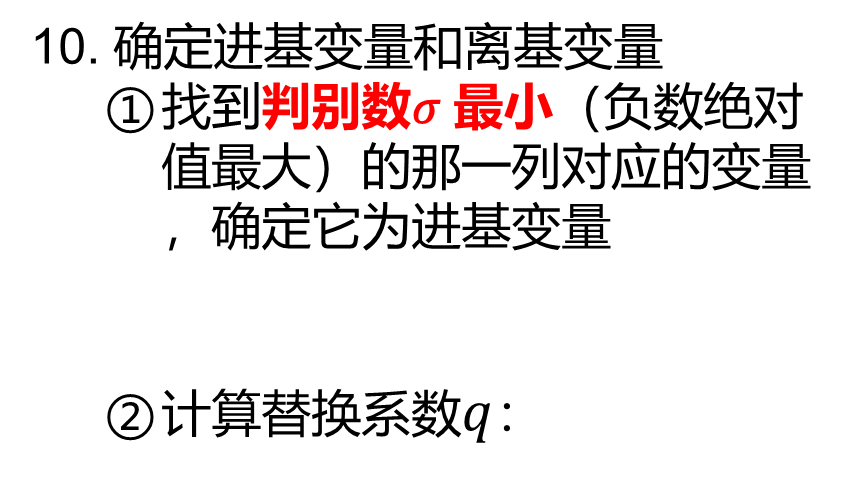 10. 确定进基变量和离基变量
①找到判别数σ 最小（负数绝对
值最大）的那一列对应的变量
，确定它为进基变量
②计算替换系数q：